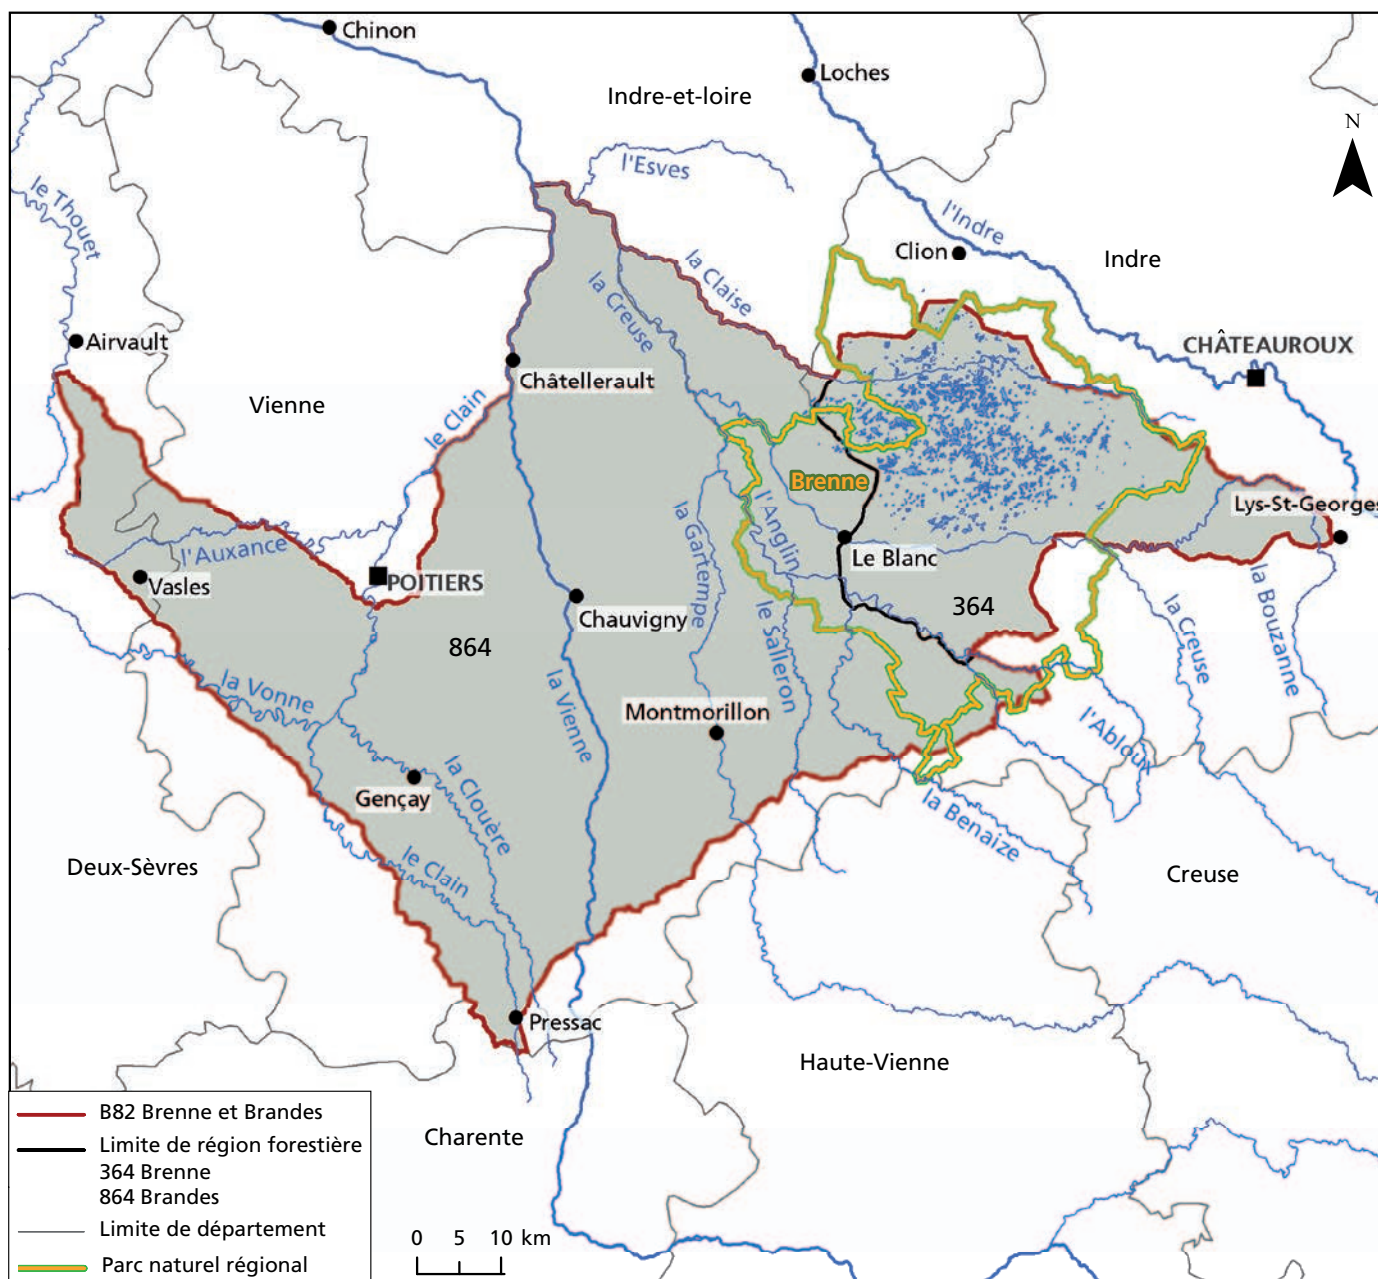 Chinon
Loches
Indre-et-loire
N
l'Esves
le Thouet
l'Indre
Clion
Indre
la Claise
la Creuse
Airvault
CHÂTEAUROUX
Châtellerault
Vienne
le Clain
Brenne
Lys-St-Georges
l'Anglin
la Gartempe
l'Auxance
Vasles
POITIERS
Le Blanc
364
Chauvigny
864
le Salleron
la Creuse
la Bouzanne
la Vonne
la Vienne
Montmorillon
l'Abloux
Gençay
la Clouère
la Benaize
le Clain
Deux-Sèvres
Creuse
Pressac
Haute-Vienne
Charente
B82 Brenne et Brandes
Limite de région forestière
364 Brenne
864 Brandes
Limite de département
Parc naturel régional
0 5 10 km